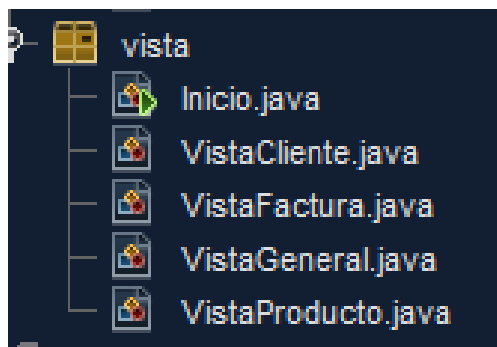 vista
Inicio.java
VistaCliente.java
VistaFactura.java
VistaGeneral.java
VistaProducto.java